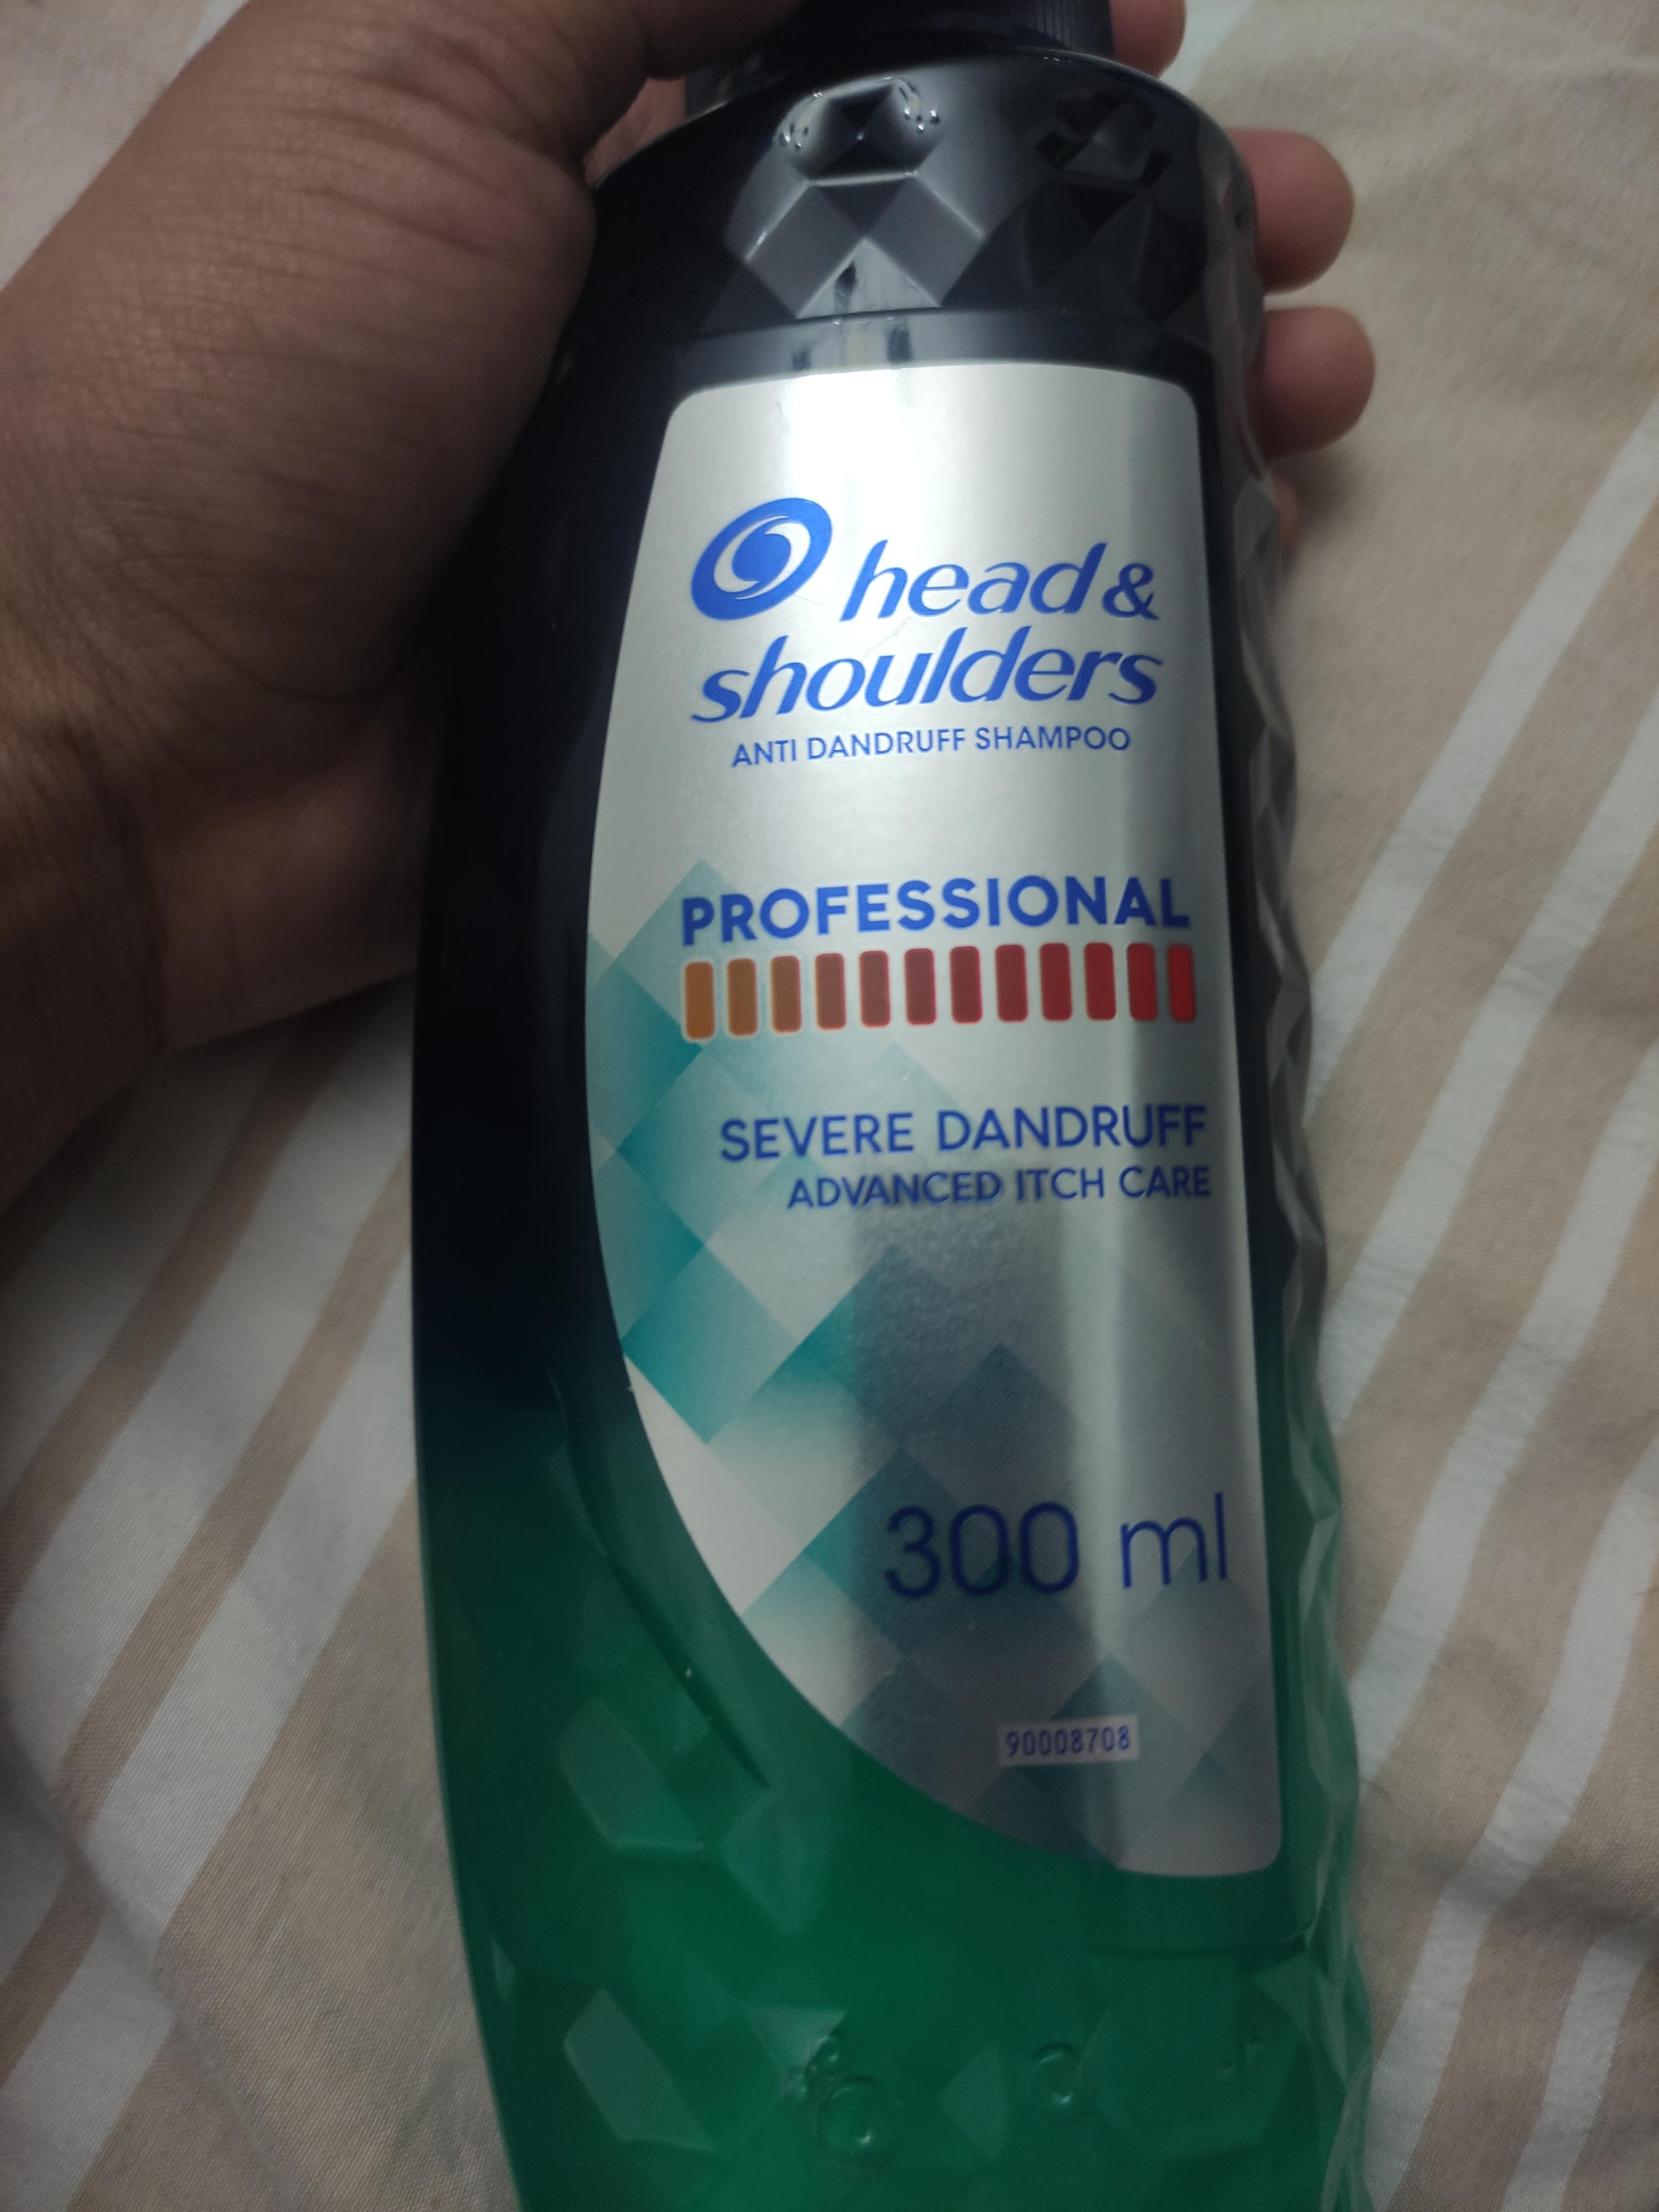 head &
shoulders
ANTI DANDRUFF SHAMPOO
PROFESSIONAL
SEVERE DANDRUFF
ADVANCED ITCH CARE
300 ml
90008708